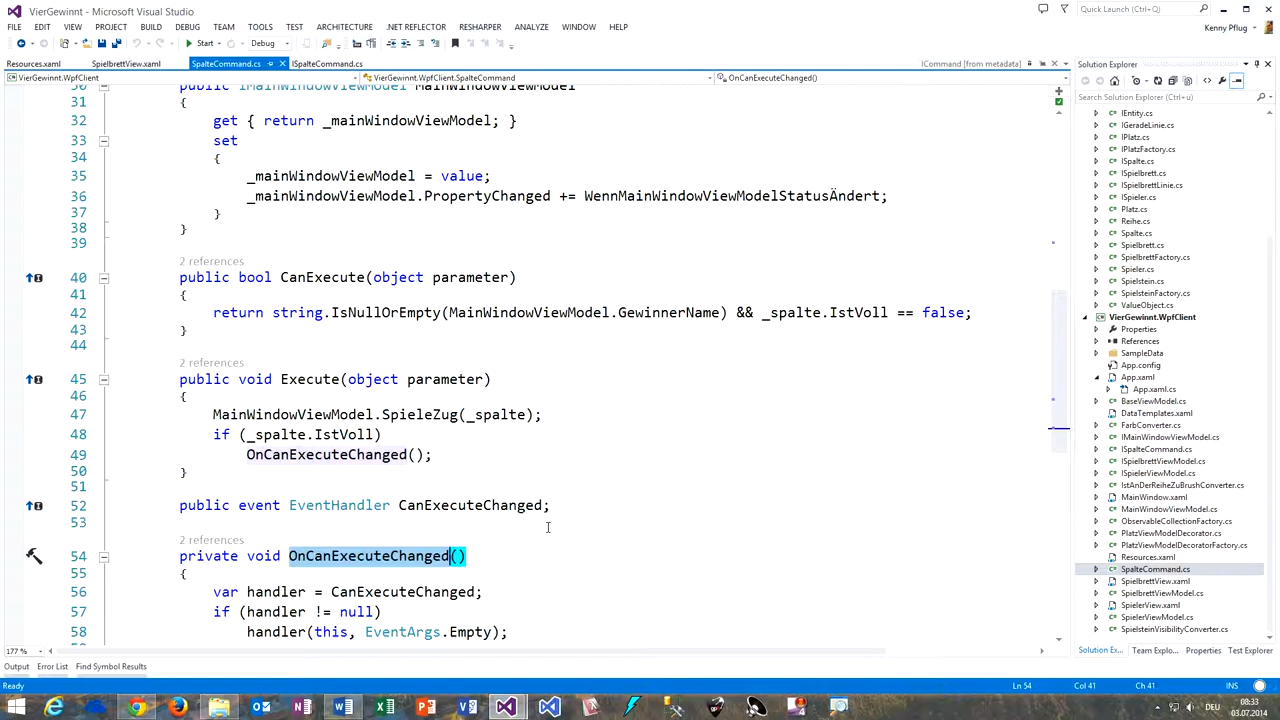 VierGewinnt - Microsoft Visual Studio
Quick Launch (Ctrl+Q)
FILE EDIT VIEW PROJECT BUILD DEBUG TEAM TOOLS TEST ARCHITECTURE .NET REFLECTOR RESHARPER ANALYZE WINDOW HELP
Kenny Pflug
Start
Debug
Resources.xaml SpielbrettView.xaml SpalteCommand.cs ISpalteCommand.cs
ICommand [from metadata]
VierGewinnt.WpfClient
VierGewinnt.WpfClient.SpalteCommand
OnCanExecuteChanged()
30 public IMainWindowViewModel MainWindowViewModel
31 {
32 get { return _mainWindowViewModel; }
33 set
34 {
35 _mainWindowViewModel = value;
36 _mainWindowViewModel.PropertyChanged += WennMainWindowViewModelStatusÄndert;
37 }
38 }
39
2 references
40 public bool CanExecute(object parameter)
41 {
42 return string.IsNullOrEmpty(MainWindowViewModel.GewinnerName) && _spalte.IstVoll == false;
43 }
44
2 references
45 public void Execute(object parameter)
46 {
47 MainWindowViewModel.SpieleZug(_spalte);
48 if (_spalte.IstVoll)
49 OnCanExecuteChanged();
50 }
51
52 public event EventHandler CanExecuteChanged;
53
2 references
54 private void OnCanExecuteChanged()
55 {
56 var handler = CanExecuteChanged;
57 if (handler != null)
58 handler(this, EventArgs.Empty);
177 %
Solution Explorer
Search Solution Explorer (Ctrl+ü)
IEntity.cs
IGeradeLinie.cs
IPlatz.cs
IPlatzFactory.cs
ISpalte.cs
ISpielbrett.cs
ISpielbrettLinie.cs
ISpieler.cs
Platz.cs
Reihe.cs
Spalte.cs
Spielbrett.cs
SpielbrettFactory.cs
Spieler.cs
Spielstein.cs
SpielsteinFactory.cs
ValueObject.cs
VierGewinnt.WpfClient
Properties
References
SampleData
App.config
App.xaml
App.xaml.cs
BaseViewModel.cs
DataTemplates.xaml
FarbConverter.cs
IMainWindowViewModel.cs
ISpalteCommand.cs
ISpielbrettViewModel.cs
ISpielerViewModel.cs
IstAnDerReiheZuBrushConverter.cs
MainWindow.xaml
MainWindowViewModel.cs
ObservableCollectionFactory.cs
PlatzViewModelDecorator.cs
PlatzViewModelDecoratorFactory.cs
Resources.xaml
SpalteCommand.cs
SpielbrettView.xaml
SpielbrettViewModel.cs
SpielerView.xaml
SpielerViewModel.cs
SpielsteinVisibilityConverter.cs
Solution Ex... Team Explo... Properties Test Explorer
Output Error List Find Symbol Results
Ready Ln 54 Col 41 Ch 41 INS
DEU
08:33
03.07.2014